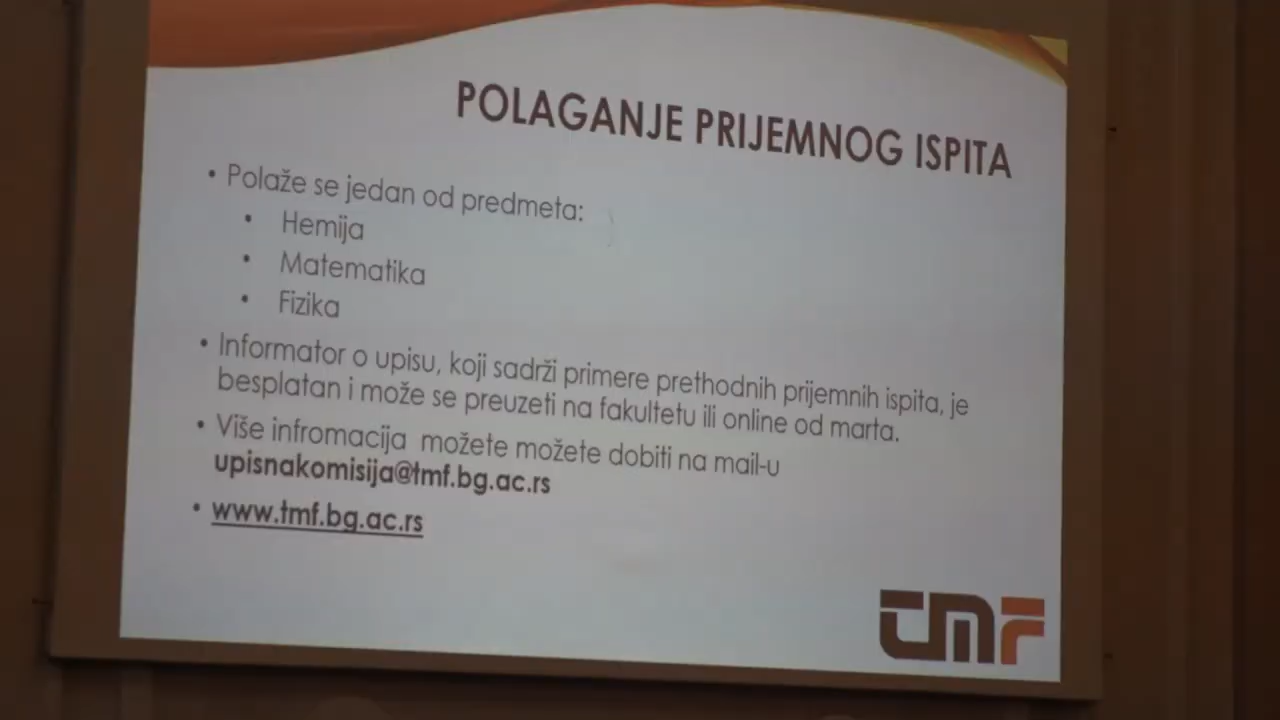 POLAGANJE PRIJEMNOG ISPITA
• Polaže se jedan od predmeta:
• Hemija
• Matematika
• Fizika
• Informator o upisu, koji sadrži primere prethodnih prijemnih ispita, je
besplatan i može se preuzeti na fakultetu ili online od marta.
• Više infromacija možete možete dobiti na mail-u
upisnakomisija@tmf.bg.ac.rs
• www.tmf.bg.ac.rs
TMF